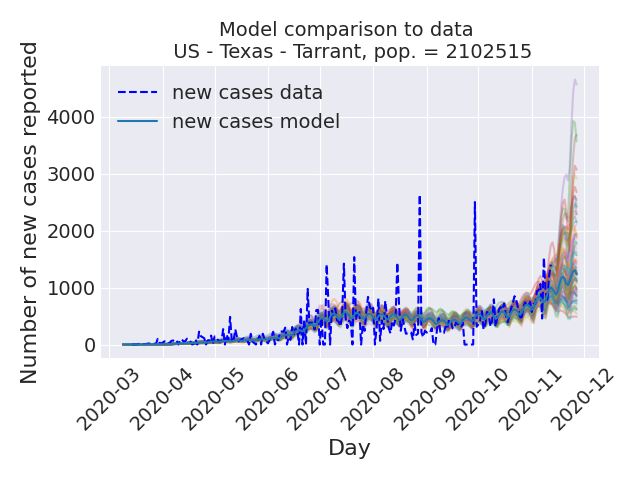 Model comparison to data
US - Texas - Tarrant, pop. = 2102515
new cases data
new cases model
Number of new cases reported
4000
3000
2000
1000
0
2020-03
2020-04
2020-05
2020-06
2020-07
2020-08
2020-09
2020-10
2020-11
2020-12
Day